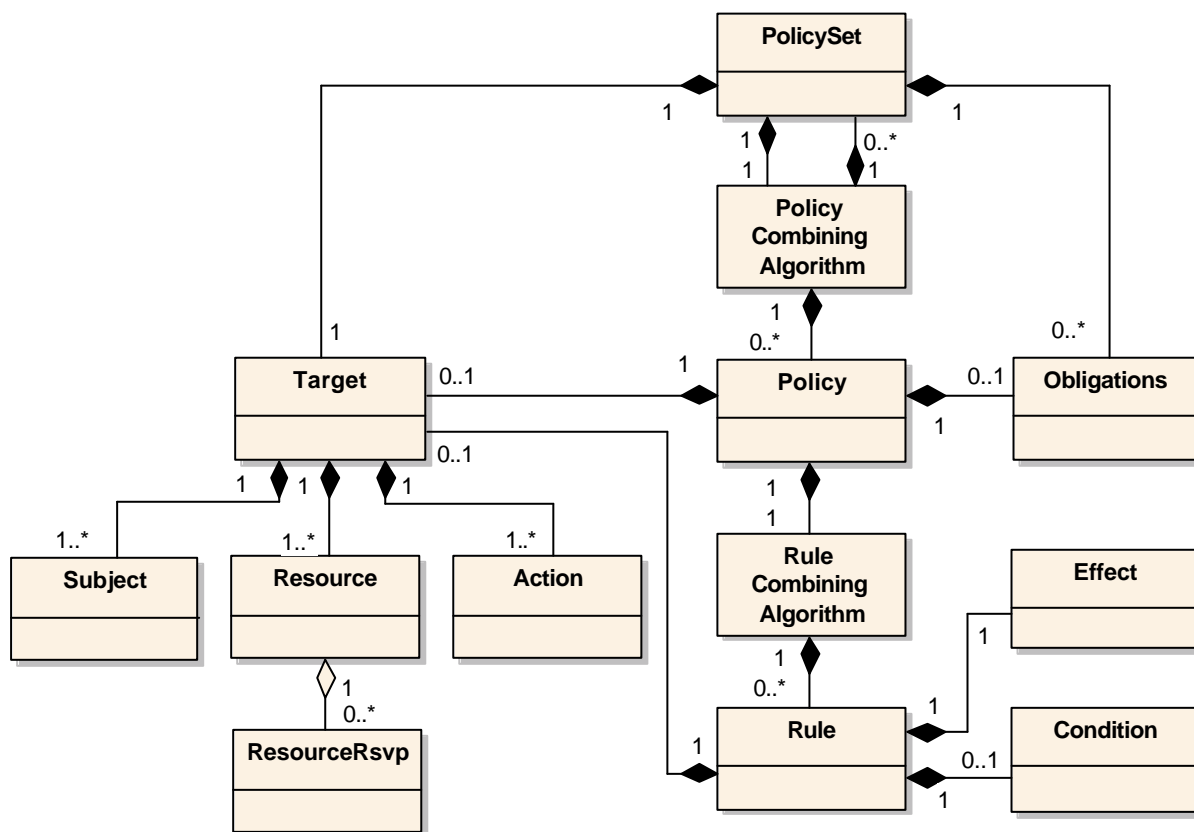 PolicySet
1
1
1
0..*
1
1
Policy
Combining
Algorithm
1
1
0..*
0..*
Target
0..1
1
Policy
0..1
Obligations
1
0..1
1
1
1
1
1
1..*
1..*
1..*
Subject
Resource
Action
Rule
Combining
Algorithm
Effect
1
1
1
0..*
0..*
1
ResourceRsvp
1
Rule
0..1
Condition
1